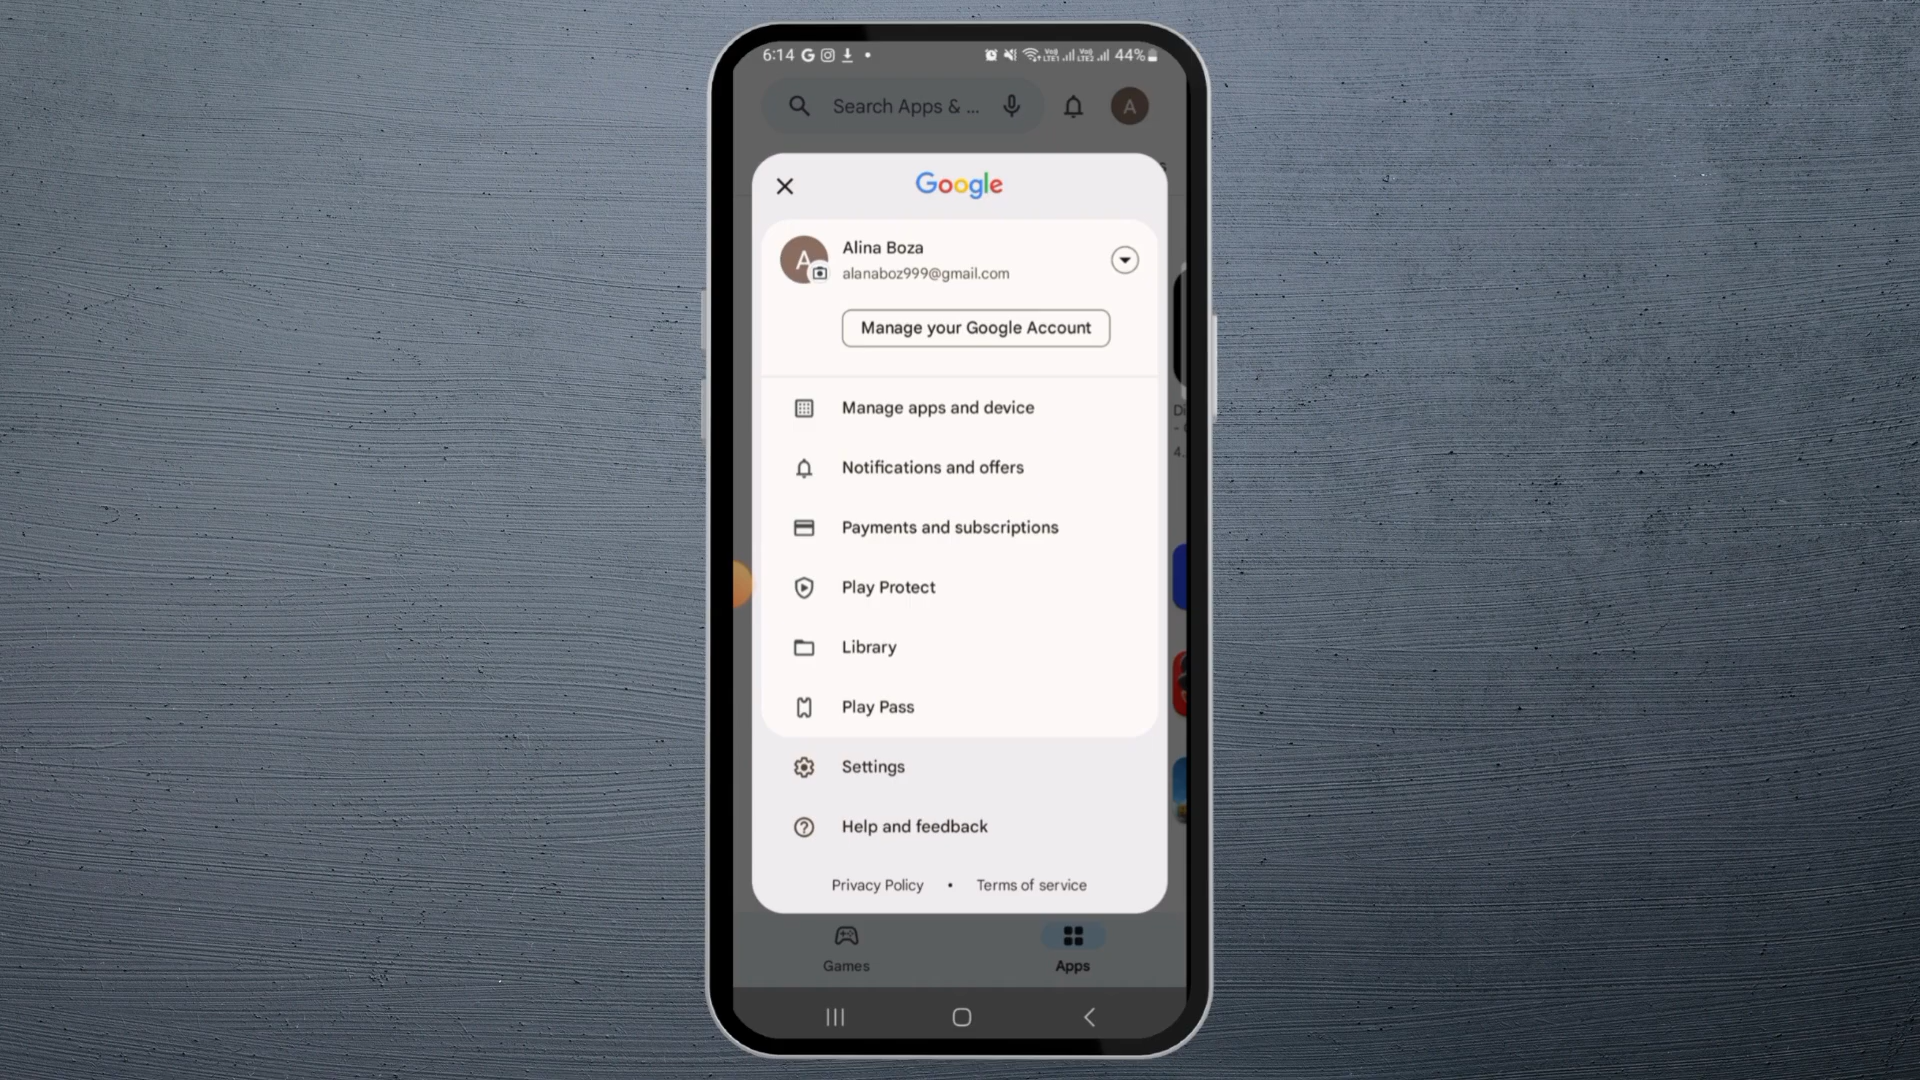 6:14
44%
Search Apps & ...
Google
Alina Boza
alanaboz999@gmail.com
A
Manage your Google Account
Manage apps and device
Notifications and offers
Payments and subscriptions
Play Protect
Library
Play Pass
Settings
Help and feedback
Privacy Policy • Terms of service
Games
Apps